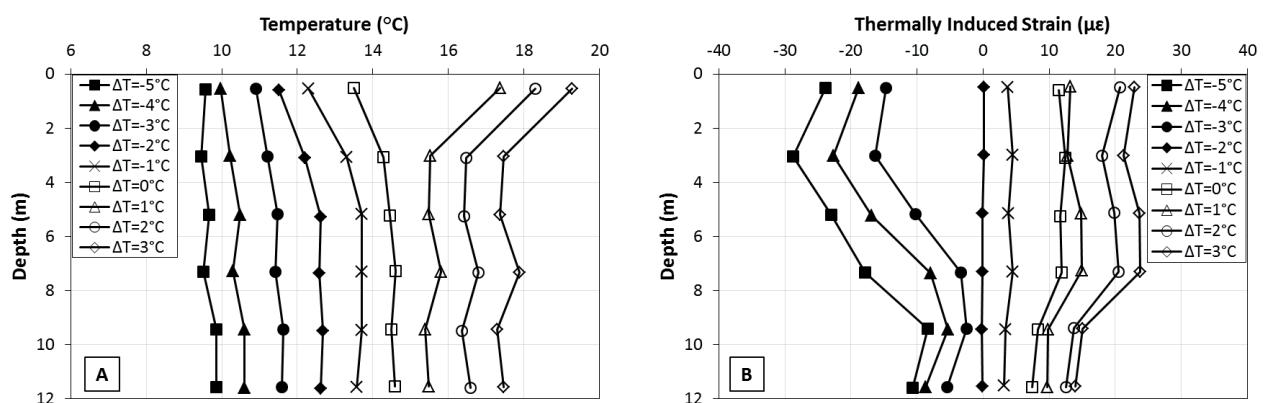 Temperature (°C)
6 8 10 12 14 16 18 20
0
2
4
6
8
10
12
Depth (m)
ΔT=-5°C
ΔT=-4°C
ΔT=-3°C
ΔT=-2°C
ΔT=-1°C
ΔT=0°C
ΔT=1°C
ΔT=2°C
ΔT=3°C
A
Thermally Induced Strain (με)
-40 -30 -20 -10 0 10 20 30 40
0
2
4
6
8
10
12
Depth (m)
ΔT=-5°C
ΔT=-4°C
ΔT=-3°C
ΔT=-2°C
ΔT=-1°C
ΔT=0°C
ΔT=1°C
ΔT=2°C
ΔT=3°C
B